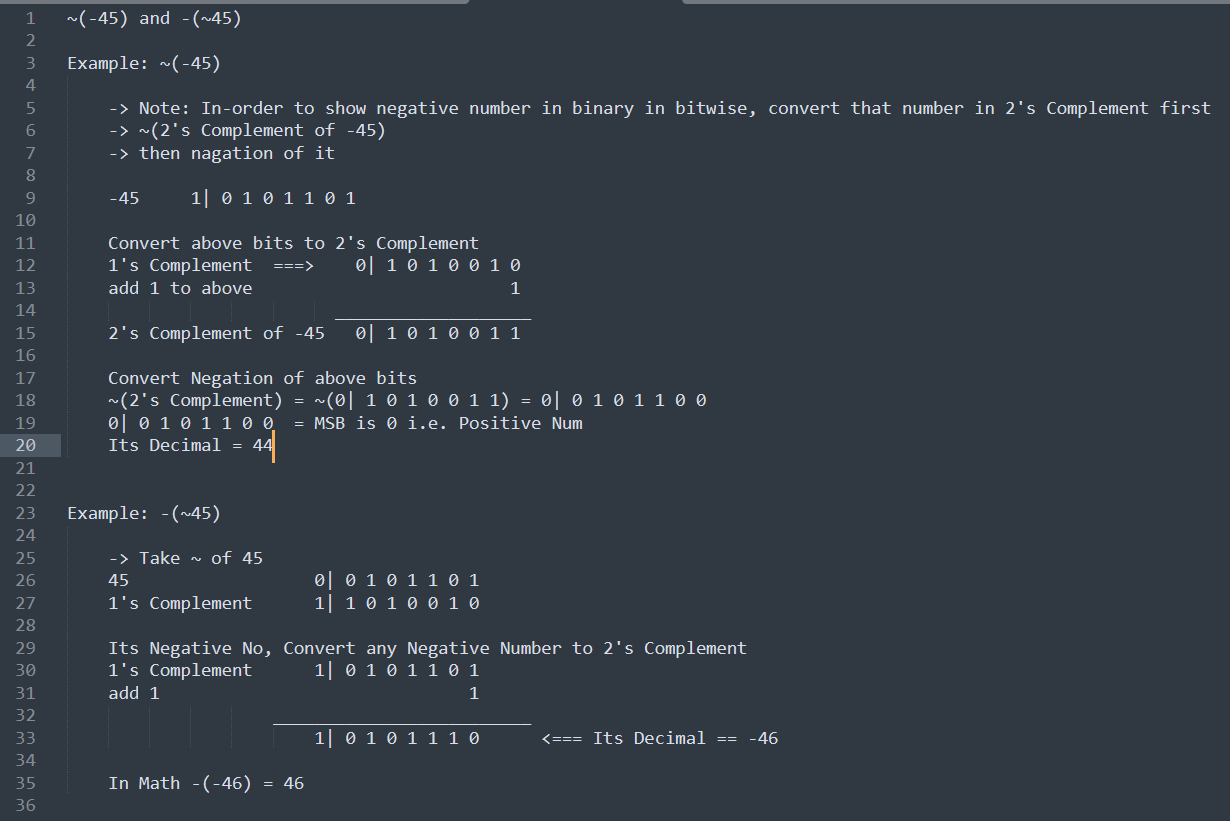 1 ~(-45) and -(~45)
2
3 Example: ~(-45)
4
5 -> Note: In-order to show negative number in binary in bitwise, convert that number in 2's Complement first
6 -> ~(2's Complement of -45)
7 -> then nagation of it
8
9 -45 1| 0 1 0 1 1 0 1
10
11 Convert above bits to 2's Complement
12 1's Complement ===> 0| 1 0 1 0 0 1 0
13 add 1 to above 1
14 ___________________
15 2's Complement of -45 0| 1 0 1 0 0 1 1
16
17 Convert Negation of above bits
18 ~(2's Complement) = ~(0| 1 0 1 0 0 1 1) = 0| 0 1 0 1 1 0 0
19 0| 0 1 0 1 1 0 0 = MSB is 0 i.e. Positive Num
20 Its Decimal = 44
21
22
23 Example: -(~45)
24
25 -> Take ~ of 45
26 45 0| 0 1 0 1 1 0 1
27 1's Complement 1| 1 0 1 0 0 1 0
28
29 Its Negative No, Convert any Negative Number to 2's Complement
30 1's Complement 1| 0 1 0 1 1 0 1
31 add 1 1
32 _________________________
33 1| 0 1 0 1 1 1 0 <=== Its Decimal == -46
34
35 In Math -(-46) = 46
36